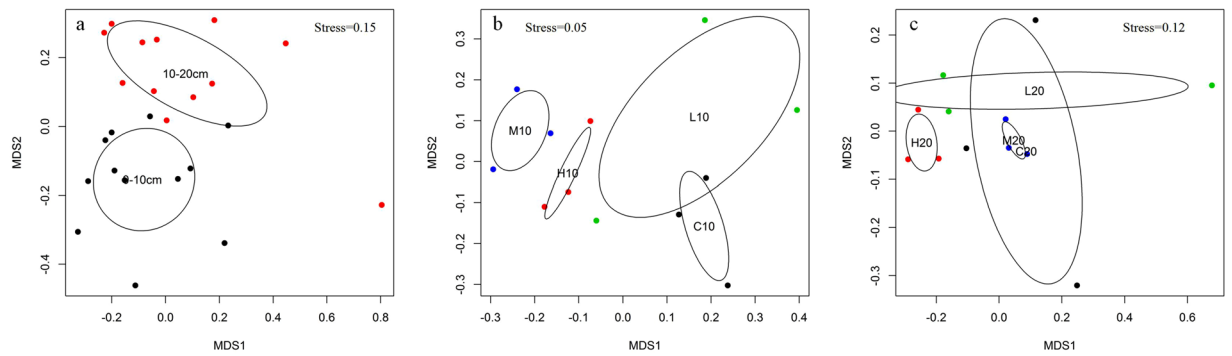 a
Stress=0.15
10-20cm
0-10cm
0.2
0.0
-0.2
-0.4
MDS2
-0.2
0.0
0.2
0.4
0.6
0.8
MDS1
b
Stress=0.05
L10
M10
H10
C10
0.3
0.2
0.1
0.0
-0.1
-0.2
-0.3
MDS2
-0.3
-0.2
-0.1
0.0
0.1
0.2
0.3
0.4
MDS1
c
Stress=0.12
L20
M20
H20
C20
0.2
0.1
0.0
-0.1
-0.2
-0.3
MDS2
-0.2
0.0
0.2
0.4
0.6
MDS1